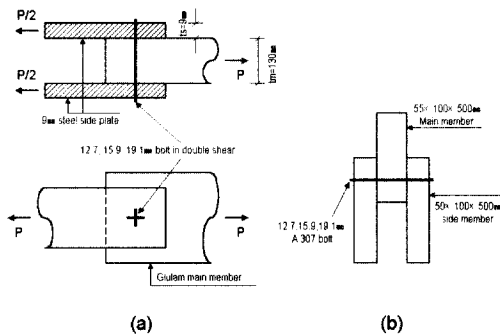 P/2
ts=9㎜
P
tm=130㎜
P/2
9㎜ steel side plate
12.7, 15.9, 19.1㎜ bolt in double shear
P
P
Glulam main member
(a)
55× 100× 500㎜
Main member
12.7,15.9,19.1㎜
A 307 bolt
50× 100× 500㎜
side member
(b)